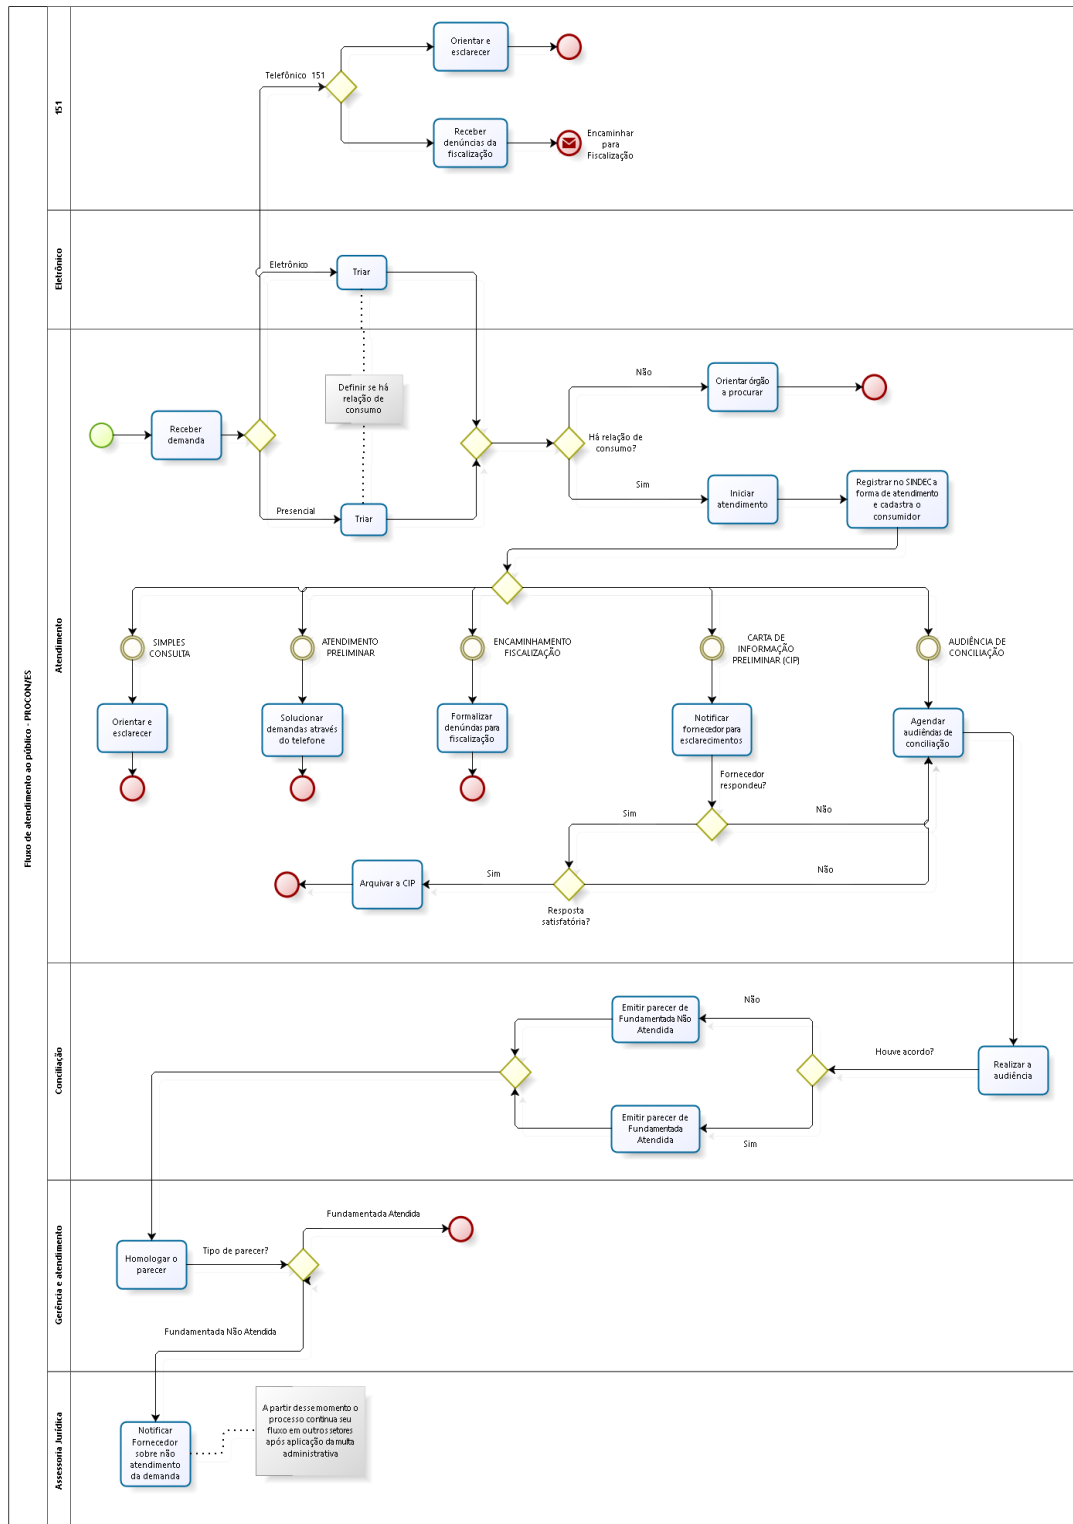 Fluxo de atendimento ao público - PROCON/ES
151
Telefônico 151
Orientar e
esclarecer
Receber
denúncias da
fiscalização
Encaminhar
para
Fiscalização
Eletrônico
Eletrônico
Triar
Atendimento
Definir se há
relação de
consumo
Receber
demanda
Presencial
Triar
Há relação de
consumo?
Não
Orientar órgão
a procurar
Sim
Iniciar
atendimento
Registrar no SINDEC a
forma de atendimento
e cadastra o
consumidor
SIMPLES
CONSULTA
ATENDIMENTO
PRELIMINAR
ENCAMINHAMENTO
FISCALIZAÇÃO
CARTA DE
INFORMAÇÃO
PRELIMINAR (CIP)
AUDIÊNCIA DE
CONCILIAÇÃO
Orientar e
esclarecer
Solucionar
demandas através
do telefone
Formalizar
denúncias para
fiscalização
Notificar
fornecedor para
esclarecimentos
Agendar
audiências de
conciliação
Fornecedor
respondeu?
Sim
Não
Arquivar a CIP
Sim
Não
Resposta
satisfatória?
Conciliação
Emitir parecer de
Fundamentada Não
Atendida
Não
Houve acordo?
Realizar a
audiência
Emitir parecer de
Fundamentada
Atendida
Sim
Gerência e atendimento
Fundamentada Atendida
Homologar o
parecer
Tipo de parecer?
Fundamentada Não Atendida
Assessoria Jurídica
Notificar
Fornecedor
sobre não
atendimento
da demanda
A partir desse momento o
processo continua seu
fluxo em outros setores
após aplicação da multa
administrativa